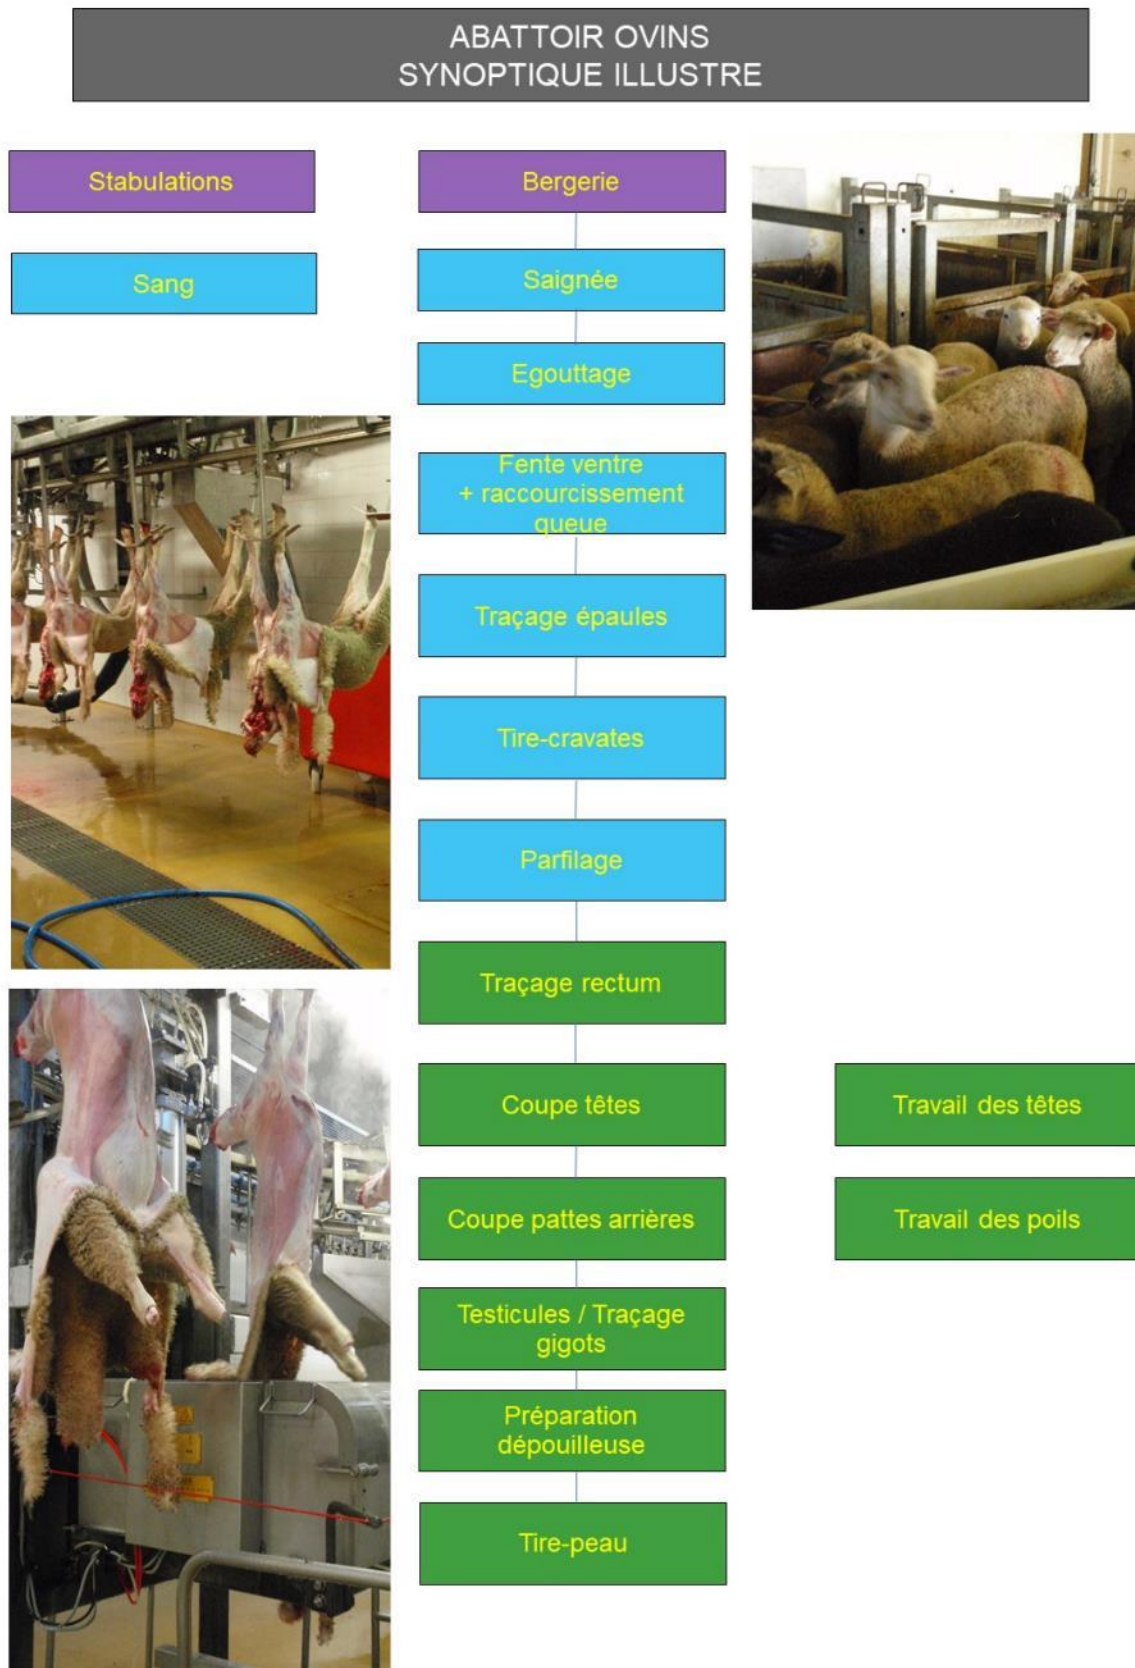 ABATTOIR OVINS
SYNOPTIQUE ILLUSTRE
Stabulations
Bergerie
Sang
Saignée
Egouttage
Fente ventre
+ raccourcissement
queue
Traçage épaules
Tire-cravates
Parfilage
Traçage rectum
Coupe têtes
Travail des têtes
Coupe pattes arrières
Travail des poils
Testicules / Traçage
gigots
Préparation
dépouilleuse
Tire-peau